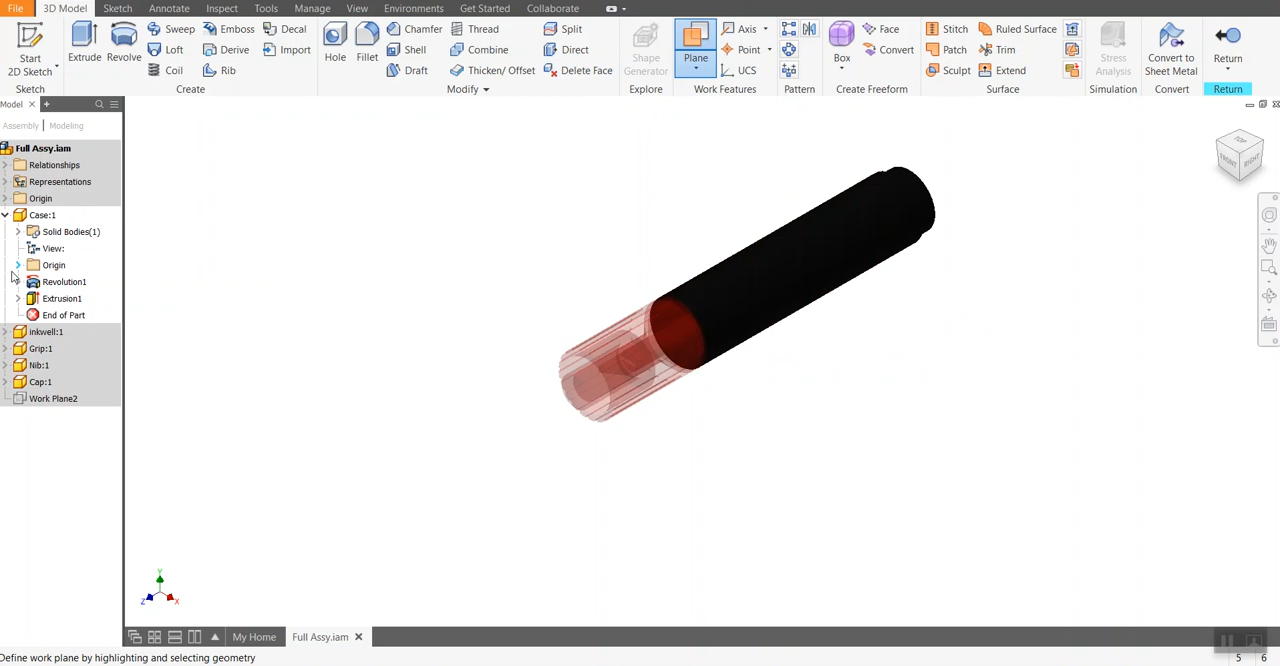 File 3D Model Sketch Annotate Inspect Tools Manage View Environments Get Started Collaborate
Start
2D Sketch
Sketch
Extrude Revolve
Sweep Emboss Decal
Loft Derive Import
Coil Rib
Create
Hole Fillet
Chamfer Thread Split
Shell Combine Direct
Draft Thicken/ Offset Delete Face
Modify
Shape
Generator
Explore
Plane
Axis
Point
UCS
Work Features
Pattern
Box
Face
Convert
Create Freeform
Stitch Ruled Surface
Patch Trim
Sculpt Extend
Surface
Stress
Analysis
Simulation
Convert to
Sheet Metal
Convert
Return
Return
Model
Assembly Modeling
Full Assy.iam
Relationships
Representations
Origin
Case:1
Solid Bodies(1)
View:
Origin
Revolution1
Extrusion1
End of Part
inkwell:1
Grip:1
Nib:1
Cap:1
Work Plane2
TOP
FRONT RIGHT
Y
Z X
My Home Full Assy.iam
Define work plane by highlighting and selecting geometry 5 6